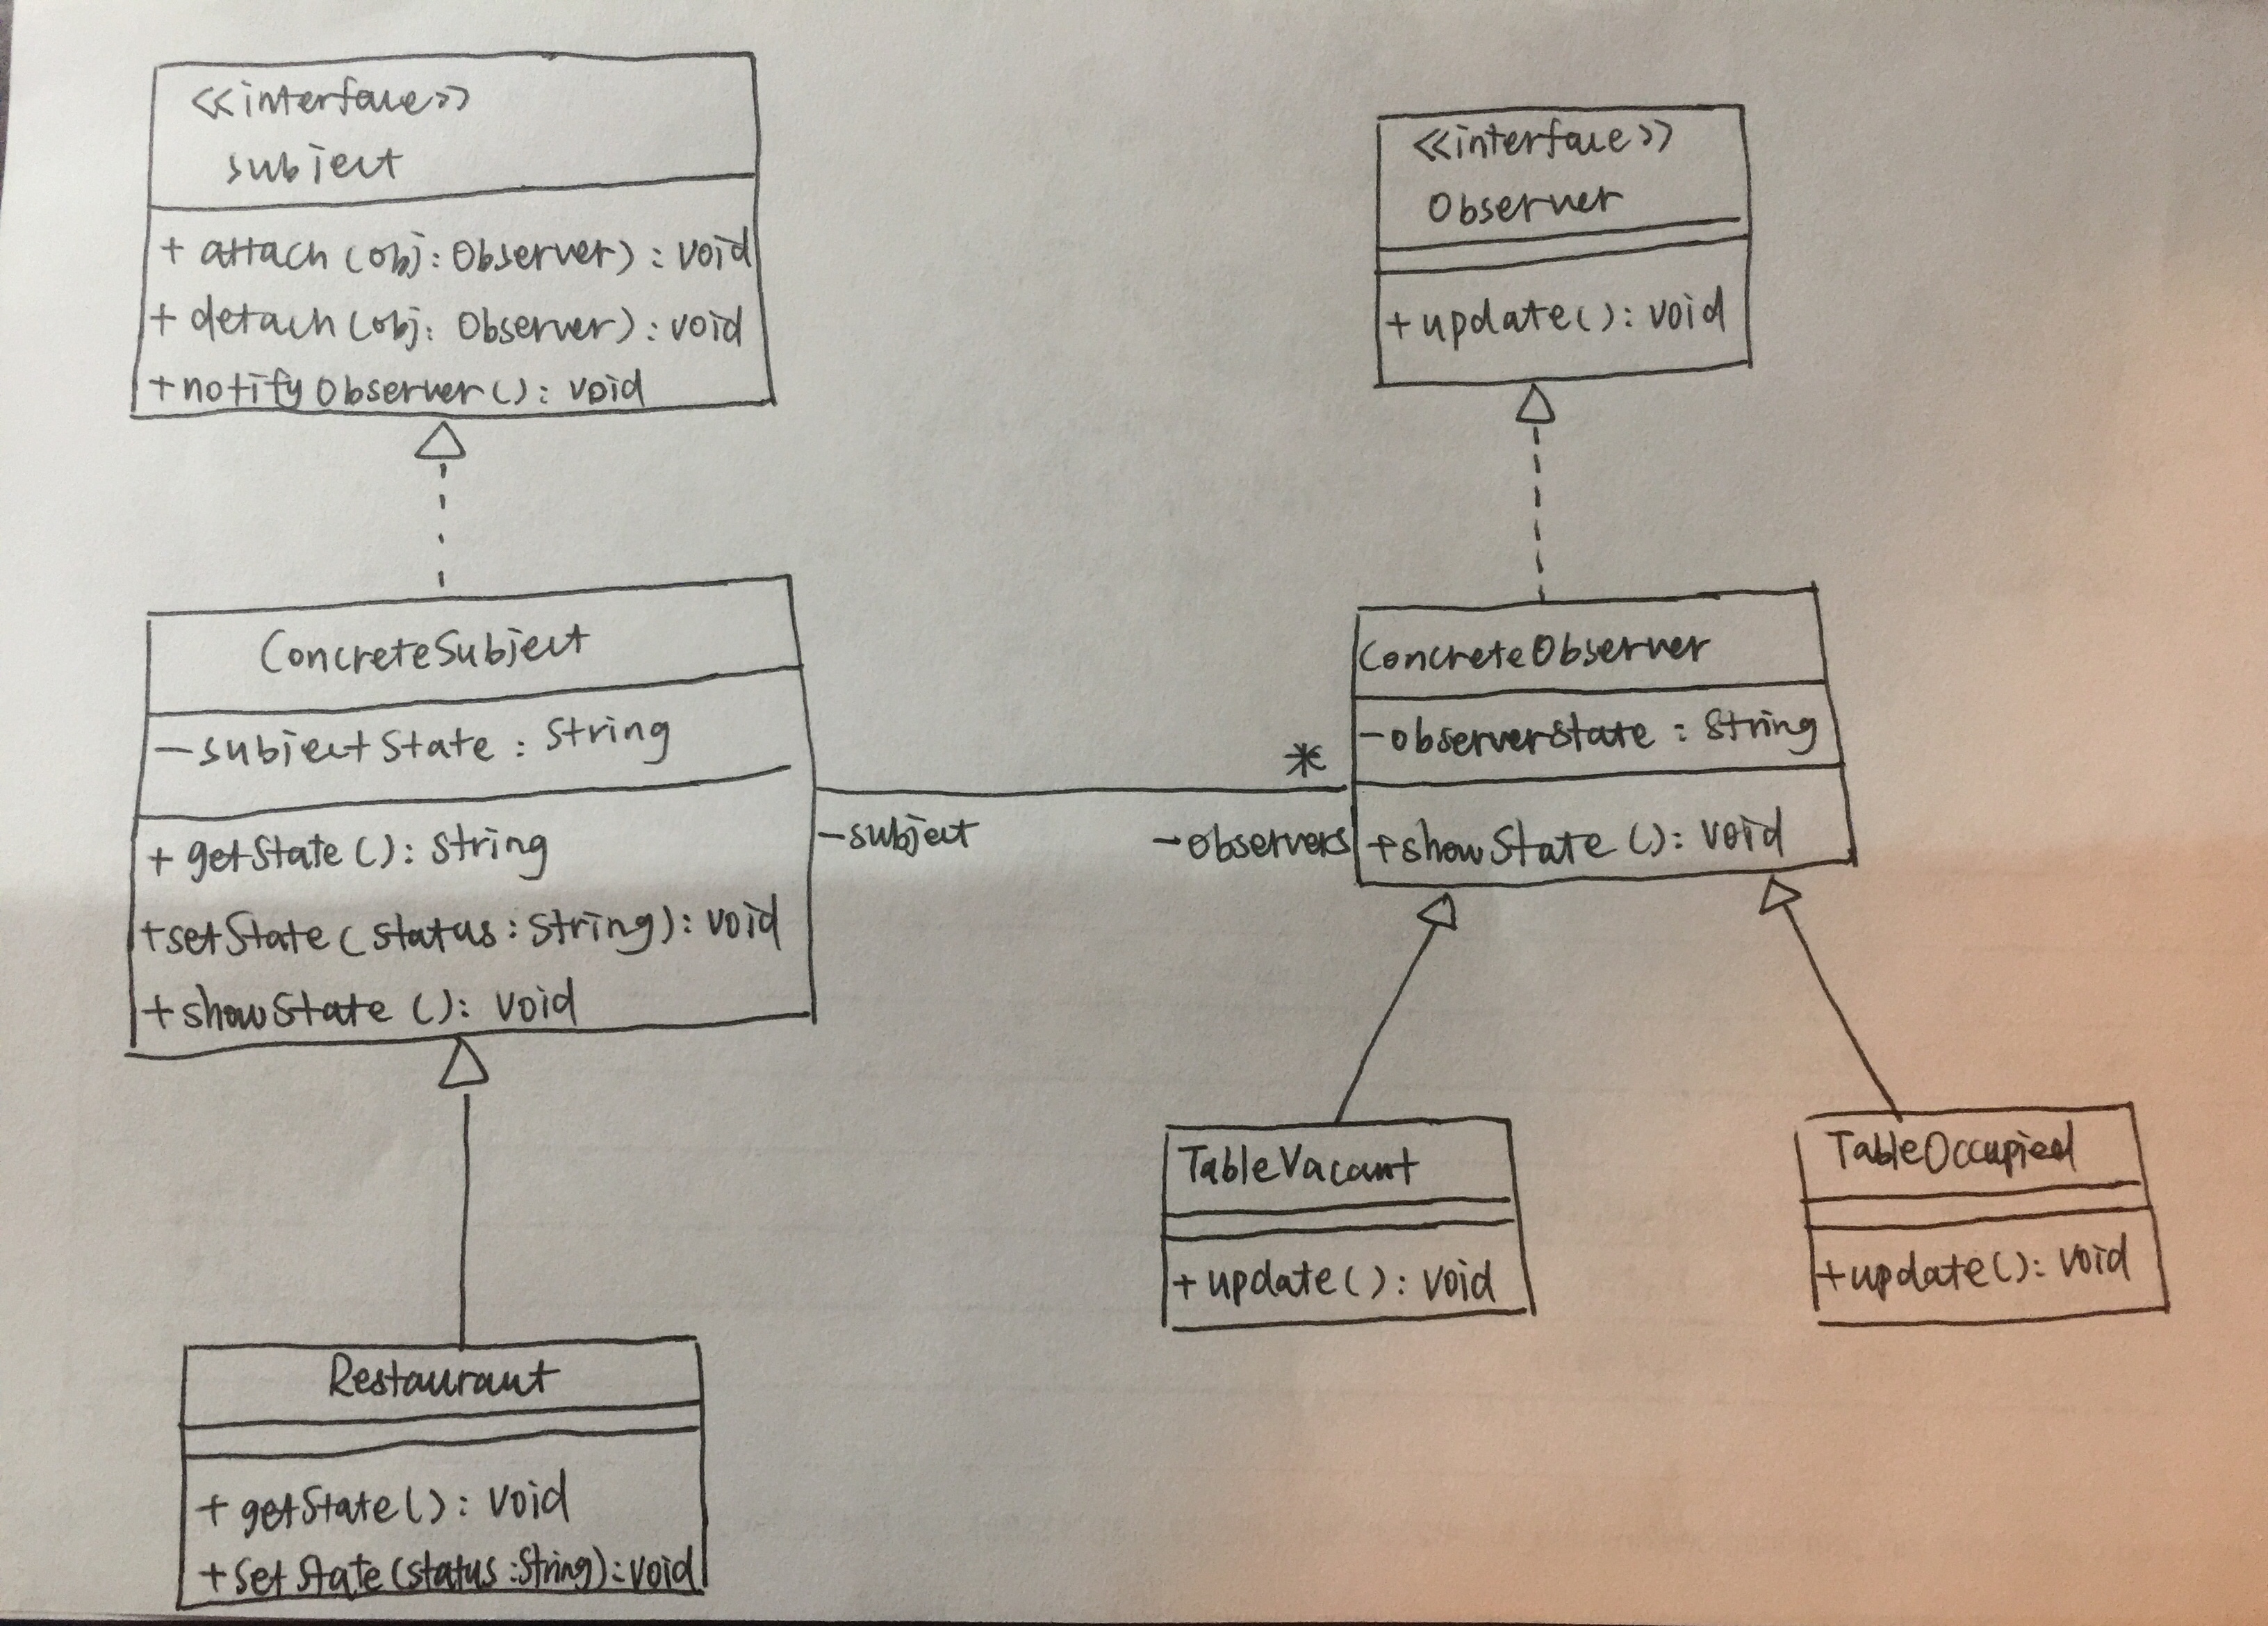 <<interface>>
subject
+ attach (obj: Observer) : void
+ detach (obj: Observer) : void
+notifyObserver(): void
<<interface>>
Observer
+update(): void
ConcreteSubject
-subjectState : String
+ getState(): String
+setState(status: String): void
+showState(): void
*
-subject
-observers
ConcreteObserver
-observerState : String
+showState(): void
TableVacant
+update(): void
TableOccupied
+update(): void
Restaurant
+ getState(): void
+setState(status:String):void